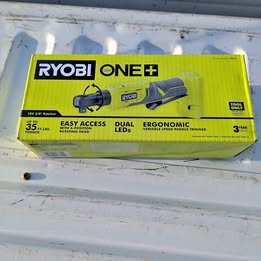 RYOBI ONE+
18V 3/8" Ratchet
UP TO
35 FT-LBS
TORQUE
EASY ACCESS
WITH 4-POSITION
ROTATING HEAD
DUAL
LEDs
ERGONOMIC
VARIABLE SPEED PADDLE TRIGGER
TOOL ONLY
3 YEAR